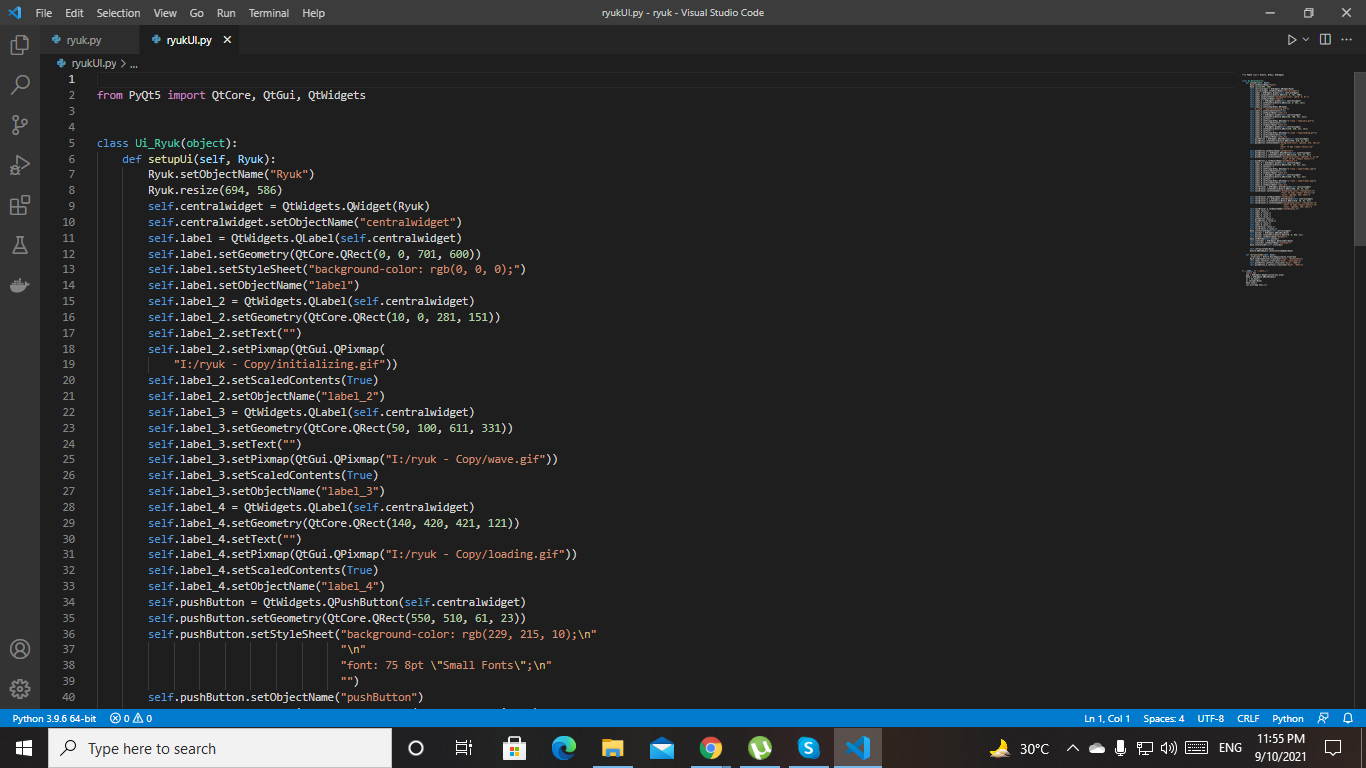 File Edit Selection View Go Run Terminal Help ryukUI.py - ryuk - Visual Studio Code
ryuk.py ryukUI.py
ryukUI.py > ...
1
2 from PyQt5 import QtCore, QtGui, QtWidgets
3
4
5 class Ui_Ryuk(object):
6 def setupUi(self, Ryuk):
7 Ryuk.setObjectName("Ryuk")
8 Ryuk.resize(694, 586)
9 self.centralwidget = QtWidgets.QWidget(Ryuk)
10 self.centralwidget.setObjectName("centralwidget")
11 self.label = QtWidgets.QLabel(self.centralwidget)
12 self.label.setGeometry(QtCore.QRect(0, 0, 701, 600))
13 self.label.setStyleSheet("background-color: rgb(0, 0, 0);")
14 self.label.setObjectName("label")
15 self.label_2 = QtWidgets.QLabel(self.centralwidget)
16 self.label_2.setGeometry(QtCore.QRect(10, 0, 281, 151))
17 self.label_2.setText("")
18 self.label_2.setPixmap(QtGui.QPixmap(
19 "I:/ryuk - Copy/initializing.gif"))
20 self.label_2.setScaledContents(True)
21 self.label_2.setObjectName("label_2")
22 self.label_3 = QtWidgets.QLabel(self.centralwidget)
23 self.label_3.setGeometry(QtCore.QRect(50, 100, 611, 331))
24 self.label_3.setText("")
25 self.label_3.setPixmap(QtGui.QPixmap("I:/ryuk - Copy/wave.gif"))
26 self.label_3.setScaledContents(True)
27 self.label_3.setObjectName("label_3")
28 self.label_4 = QtWidgets.QLabel(self.centralwidget)
29 self.label_4.setGeometry(QtCore.QRect(140, 420, 421, 121))
30 self.label_4.setText("")
31 self.label_4.setPixmap(QtGui.QPixmap("I:/ryuk - Copy/loading.gif"))
32 self.label_4.setScaledContents(True)
33 self.label_4.setObjectName("label_4")
34 self.pushButton = QtWidgets.QPushButton(self.centralwidget)
35 self.pushButton.setGeometry(QtCore.QRect(550, 510, 61, 23))
36 self.pushButton.setStyleSheet("background-color: rgb(229, 215, 10);\n"
37 "\n"
38 "font: 75 8pt \"Small Fonts\";\n"
39 "")
40 self.pushButton.setObjectName("pushButton")
Python 3.9.6 64-bit 0 0 Ln 1, Col 1 Spaces: 4 UTF-8 CRLF Python
Type here to search 30°C ENG 11:55 PM
9/10/2021